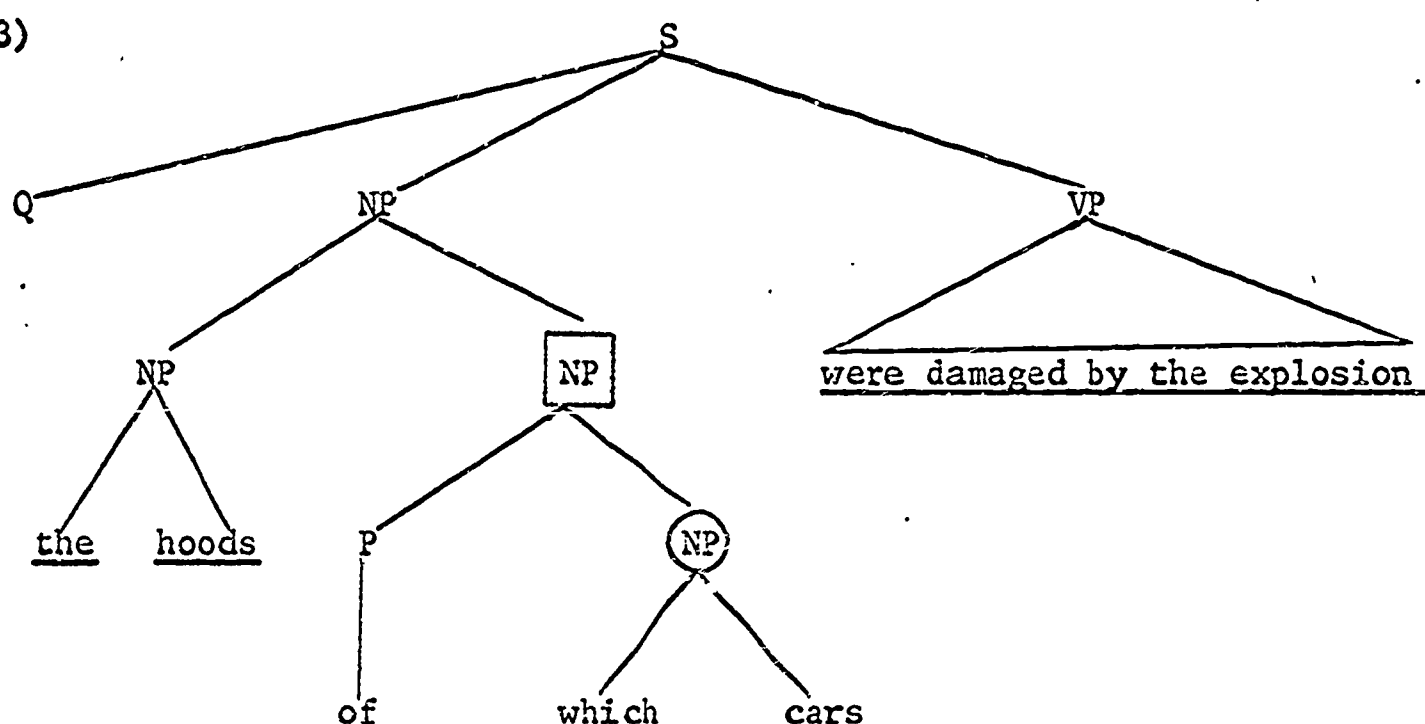 3)
S
Q NP VP
NP NP were damaged by the explosion
the hoods P NP
of which cars